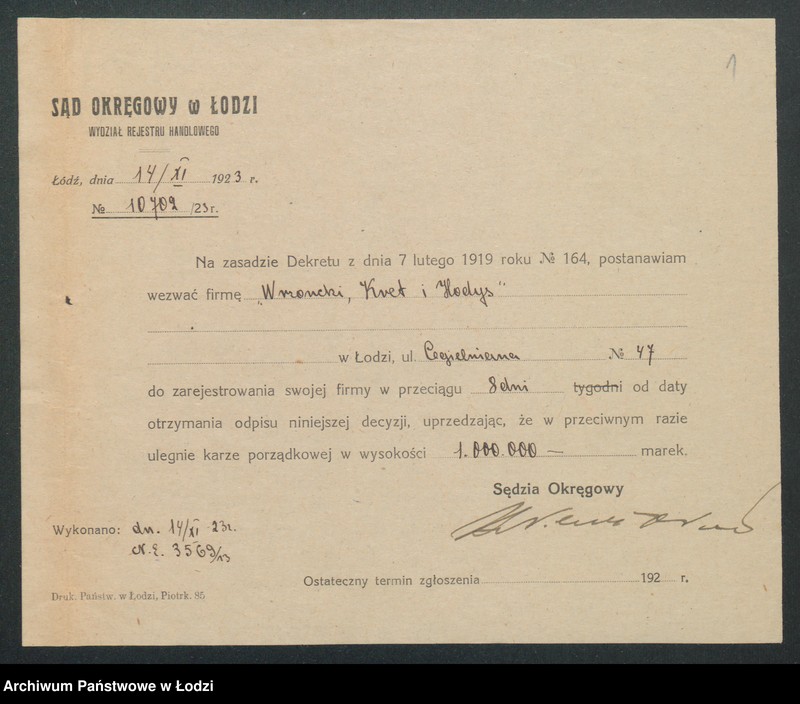 1
SĄD OKRĘGOWY w ŁODZI
WYDZIAŁ REJESTRU HANDLOWEGO
Łódź, dnia 14/XI 1923 r.
№ 10702 /23 r.
Na zasadzie Dekretu z dnia 7 lutego 1919 roku № 164, postanawiam
wezwać firmę „Wroncki, Kvet i Hodys"
w Łodzi, ul. Cegielniana № 47
do zarejestrowania swojej firmy w przeciągu 8 dni tygodni od daty
otrzymania odpisu niniejszej decyzji, uprzedzając, że w przeciwnym razie
ulegnie karze porządkowej w wysokości 1.000.000 — marek.
Sędzia Okręgowy
Wykonano: dn. 14/XI 23r.
N.E. 3569/23
Ostateczny termin zgłoszenia 192 r.
Druk. Państw. w Łodzi, Piotrk. 85
Archiwum Państwowe w Łodzi